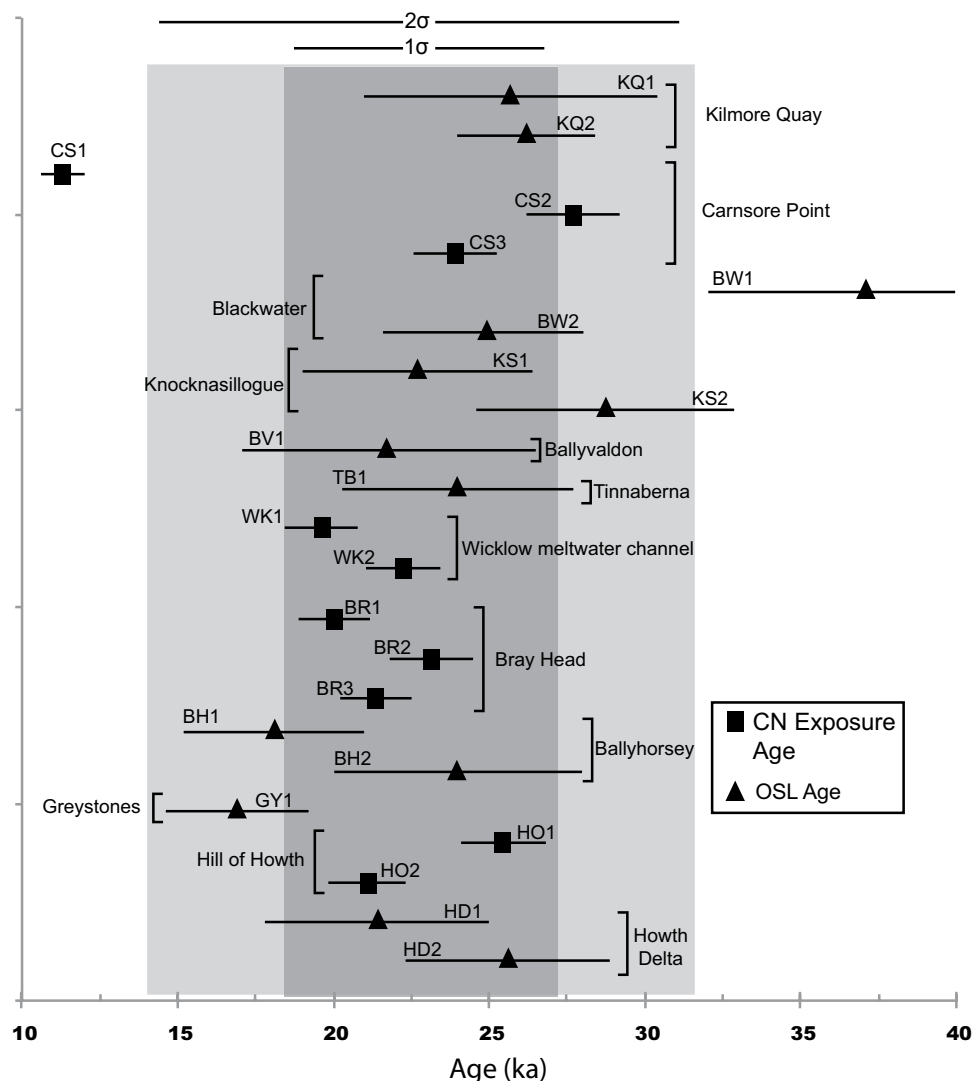 2σ
1σ
KQ1
KQ2
Kilmore Quay
CS1
CS2
Carnsore Point
CS3
BW1
Blackwater
BW2
KS1
Knocknasillogue
KS2
BV1
Ballyvaldon
TB1
Tinnaberna
WK1
Wicklow meltwater channel
WK2
BR1
BR2
Bray Head
BR3
BH1
Ballyhorsey
BH2
CN Exposure
Age
OSL Age
Greystones
GY1
HO1
Hill of Howth
HO2
HD1
Howth
Delta
HD2
10 15 20 25 30 35 40
Age (ka)